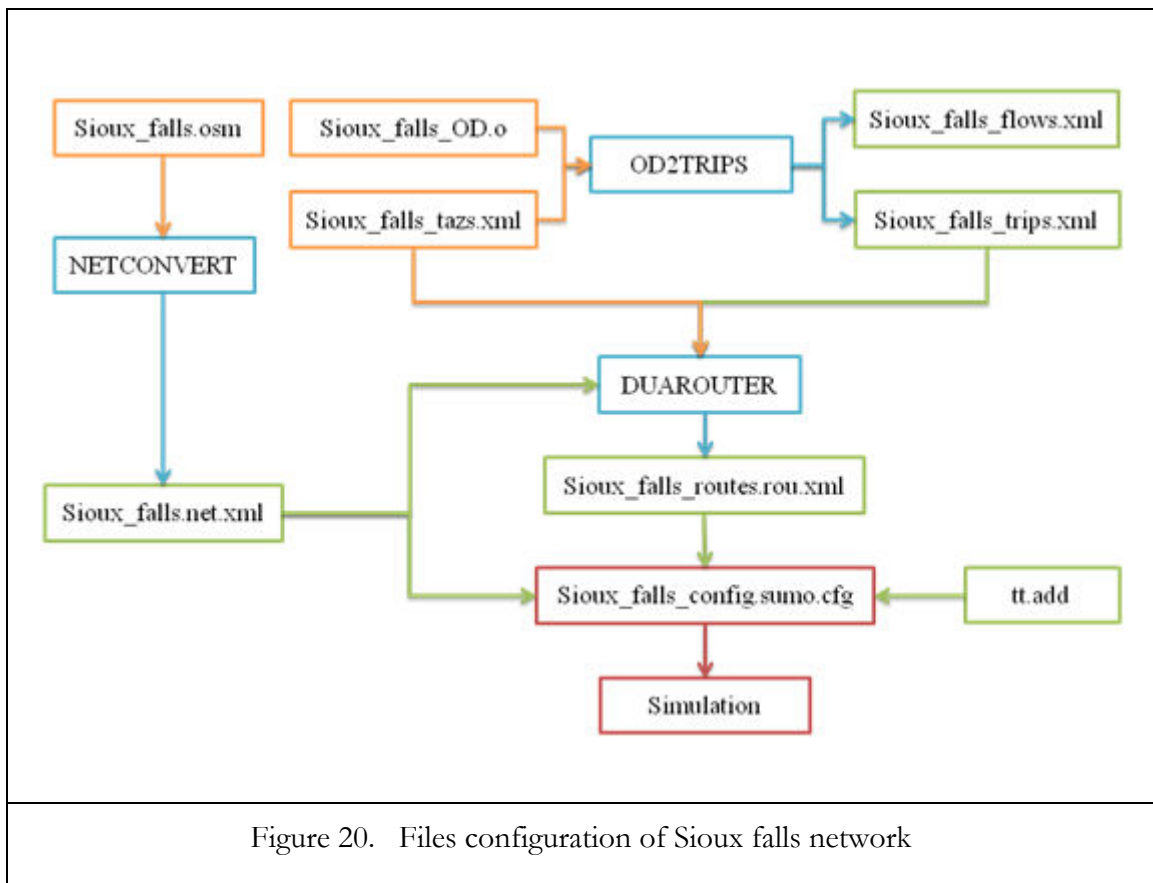 Sioux_falls.osm
Sioux_falls_OD.o
Sioux_falls_flows.xml
OD2TRIPS
Sioux_falls_tazs.xml
Sioux_falls_trips.xml
NETCONVERT
DUAROUTER
Sioux_falls_routes.rou.xml
Sioux_falls.net.xml
Sioux_falls_config.sumo.cfg
tt.add
Simulation
Figure 20. Files configuration of Sioux falls network